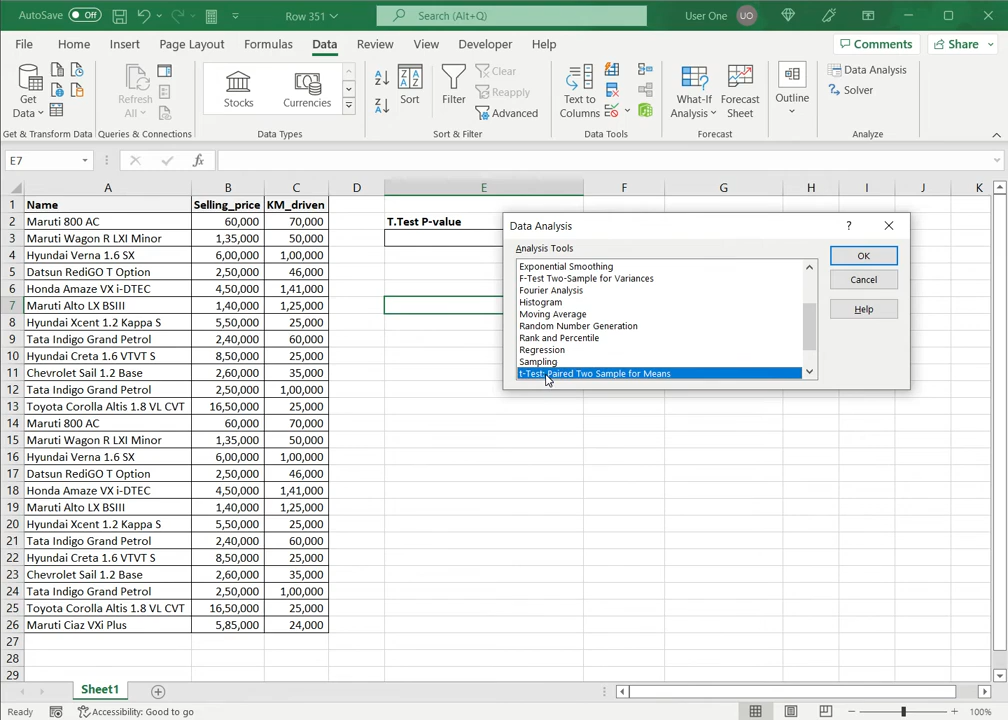 AutoSave Off Row 351 Search (Alt+Q) User One UO
File Home Insert Page Layout Formulas Data Review View Developer Help Comments Share
Get Data
Refresh All
Stocks Currencies
Sort
Filter
Clear
Reapply
Advanced
Text to Columns
What-If Analysis
Forecast Sheet
Outline
Data Analysis
Solver
Get & Transform Data Queries & Connections Data Types Sort & Filter Data Tools Forecast Analyze
E7 fx
A B C D E F G H I J K
1 Name Selling_price KM_driven
2 Maruti 800 AC 60,000 70,000 T.Test P-value
3 Maruti Wagon R LXI Minor 1,35,000 50,000
4 Hyundai Verna 1.6 SX 6,00,000 1,00,000
5 Datsun RediGO T Option 2,50,000 46,000
6 Honda Amaze VX i-DTEC 4,50,000 1,41,000
7 Maruti Alto LX BSIII 1,40,000 1,25,000
8 Hyundai Xcent 1.2 Kappa S 5,50,000 25,000
9 Tata Indigo Grand Petrol 2,40,000 60,000
10 Hyundai Creta 1.6 VTVT S 8,50,000 25,000
11 Chevrolet Sail 1.2 Base 2,60,000 35,000
12 Tata Indigo Grand Petrol 2,50,000 1,00,000
13 Toyota Corolla Altis 1.8 VL CVT 16,50,000 25,000
14 Maruti 800 AC 60,000 70,000
15 Maruti Wagon R LXI Minor 1,35,000 50,000
16 Hyundai Verna 1.6 SX 6,00,000 1,00,000
17 Datsun RediGO T Option 2,50,000 46,000
18 Honda Amaze VX i-DTEC 4,50,000 1,41,000
19 Maruti Alto LX BSIII 1,40,000 1,25,000
20 Hyundai Xcent 1.2 Kappa S 5,50,000 25,000
21 Tata Indigo Grand Petrol 2,40,000 60,000
22 Hyundai Creta 1.6 VTVT S 8,50,000 25,000
23 Chevrolet Sail 1.2 Base 2,60,000 35,000
24 Tata Indigo Grand Petrol 2,50,000 1,00,000
25 Toyota Corolla Altis 1.8 VL CVT 16,50,000 25,000
26 Maruti Ciaz VXi Plus 5,85,000 24,000
27
28
29
Data Analysis ?
Analysis Tools
Exponential Smoothing
F-Test Two-Sample for Variances
Fourier Analysis
Histogram
Moving Average
Random Number Generation
Rank and Percentile
Regression
Sampling
t-Test: Paired Two Sample for Means
OK
Cancel
Help
Sheet1
Ready Accessibility: Good to go 100%